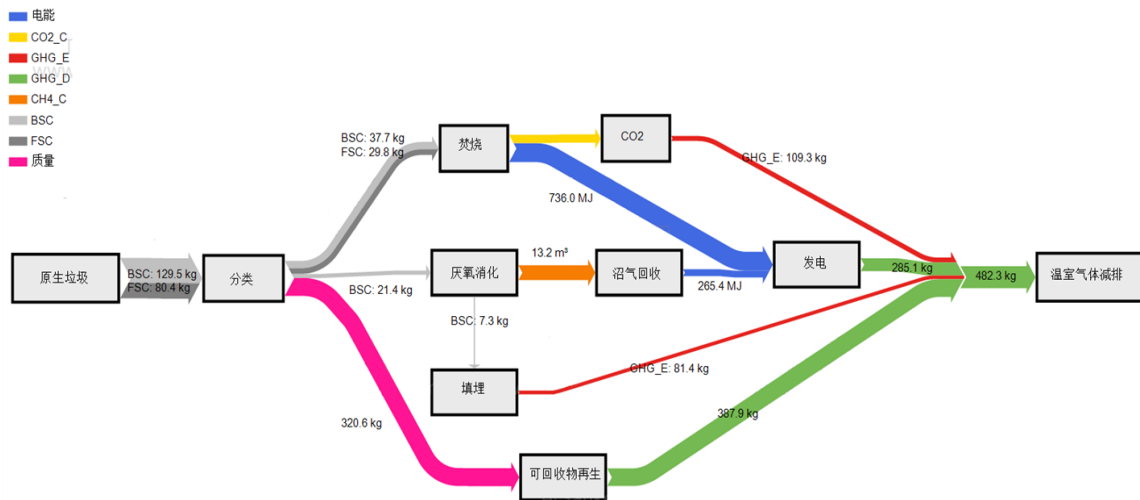 电能
CO2_C
GHG_E
GHG_D
CH4_C
BSC
FSC
质量
BSC: 37.7 kg
FSC: 29.8 kg
焚烧
CO2
GHG_E: 109.3 kg
736.0 MJ
原生垃圾
BSC: 129.5 kg
FSC: 80.4 kg
分类
BSC: 21.4 kg
厌氧消化
13.2 m³
沼气回收
265.4 MJ
发电
285.1 kg
482.3 kg
温室气体减排
BSC: 7.3 kg
填埋
GHG_E: 81.4 kg
320.6 kg
387.9 kg
可回收物再生